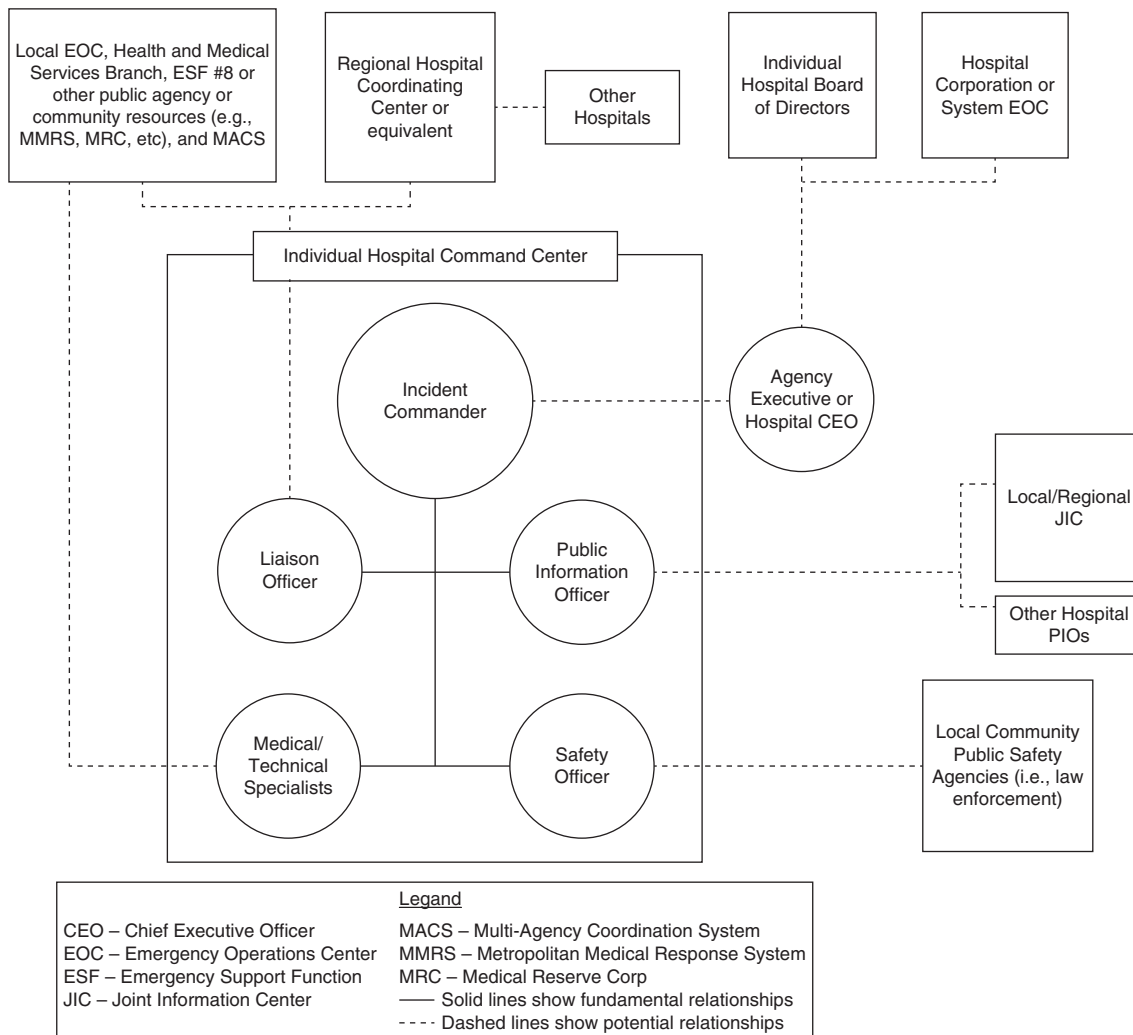 Local EOC, Health and Medical
Services Branch, ESF #8 or
other public agency or
community resources (e.g.,
MMRS, MRC, etc), and MACS
Regional Hospital
Coordinating
Center or
equivalent
Other
Hospitals
Individual
Hospital Board
of Directors
Hospital
Corporation or
System EOC
Individual Hospital Command Center
Incident
Commander
Agency
Executive or
Hospital CEO
Liaison
Officer
Public
Information
Officer
Local/Regional
JIC
Other Hospital
PIOs
Medical/
Technical
Specialists
Safety
Officer
Local Community
Public Safety
Agencies (i.e., law
enforcement)
Legand
CEO – Chief Executive Officer
EOC – Emergency Operations Center
ESF – Emergency Support Function
JIC – Joint Information Center
MACS – Multi-Agency Coordination System
MMRS – Metropolitan Medical Response System
MRC – Medical Reserve Corp
Solid lines show fundamental relationships
Dashed lines show potential relationships